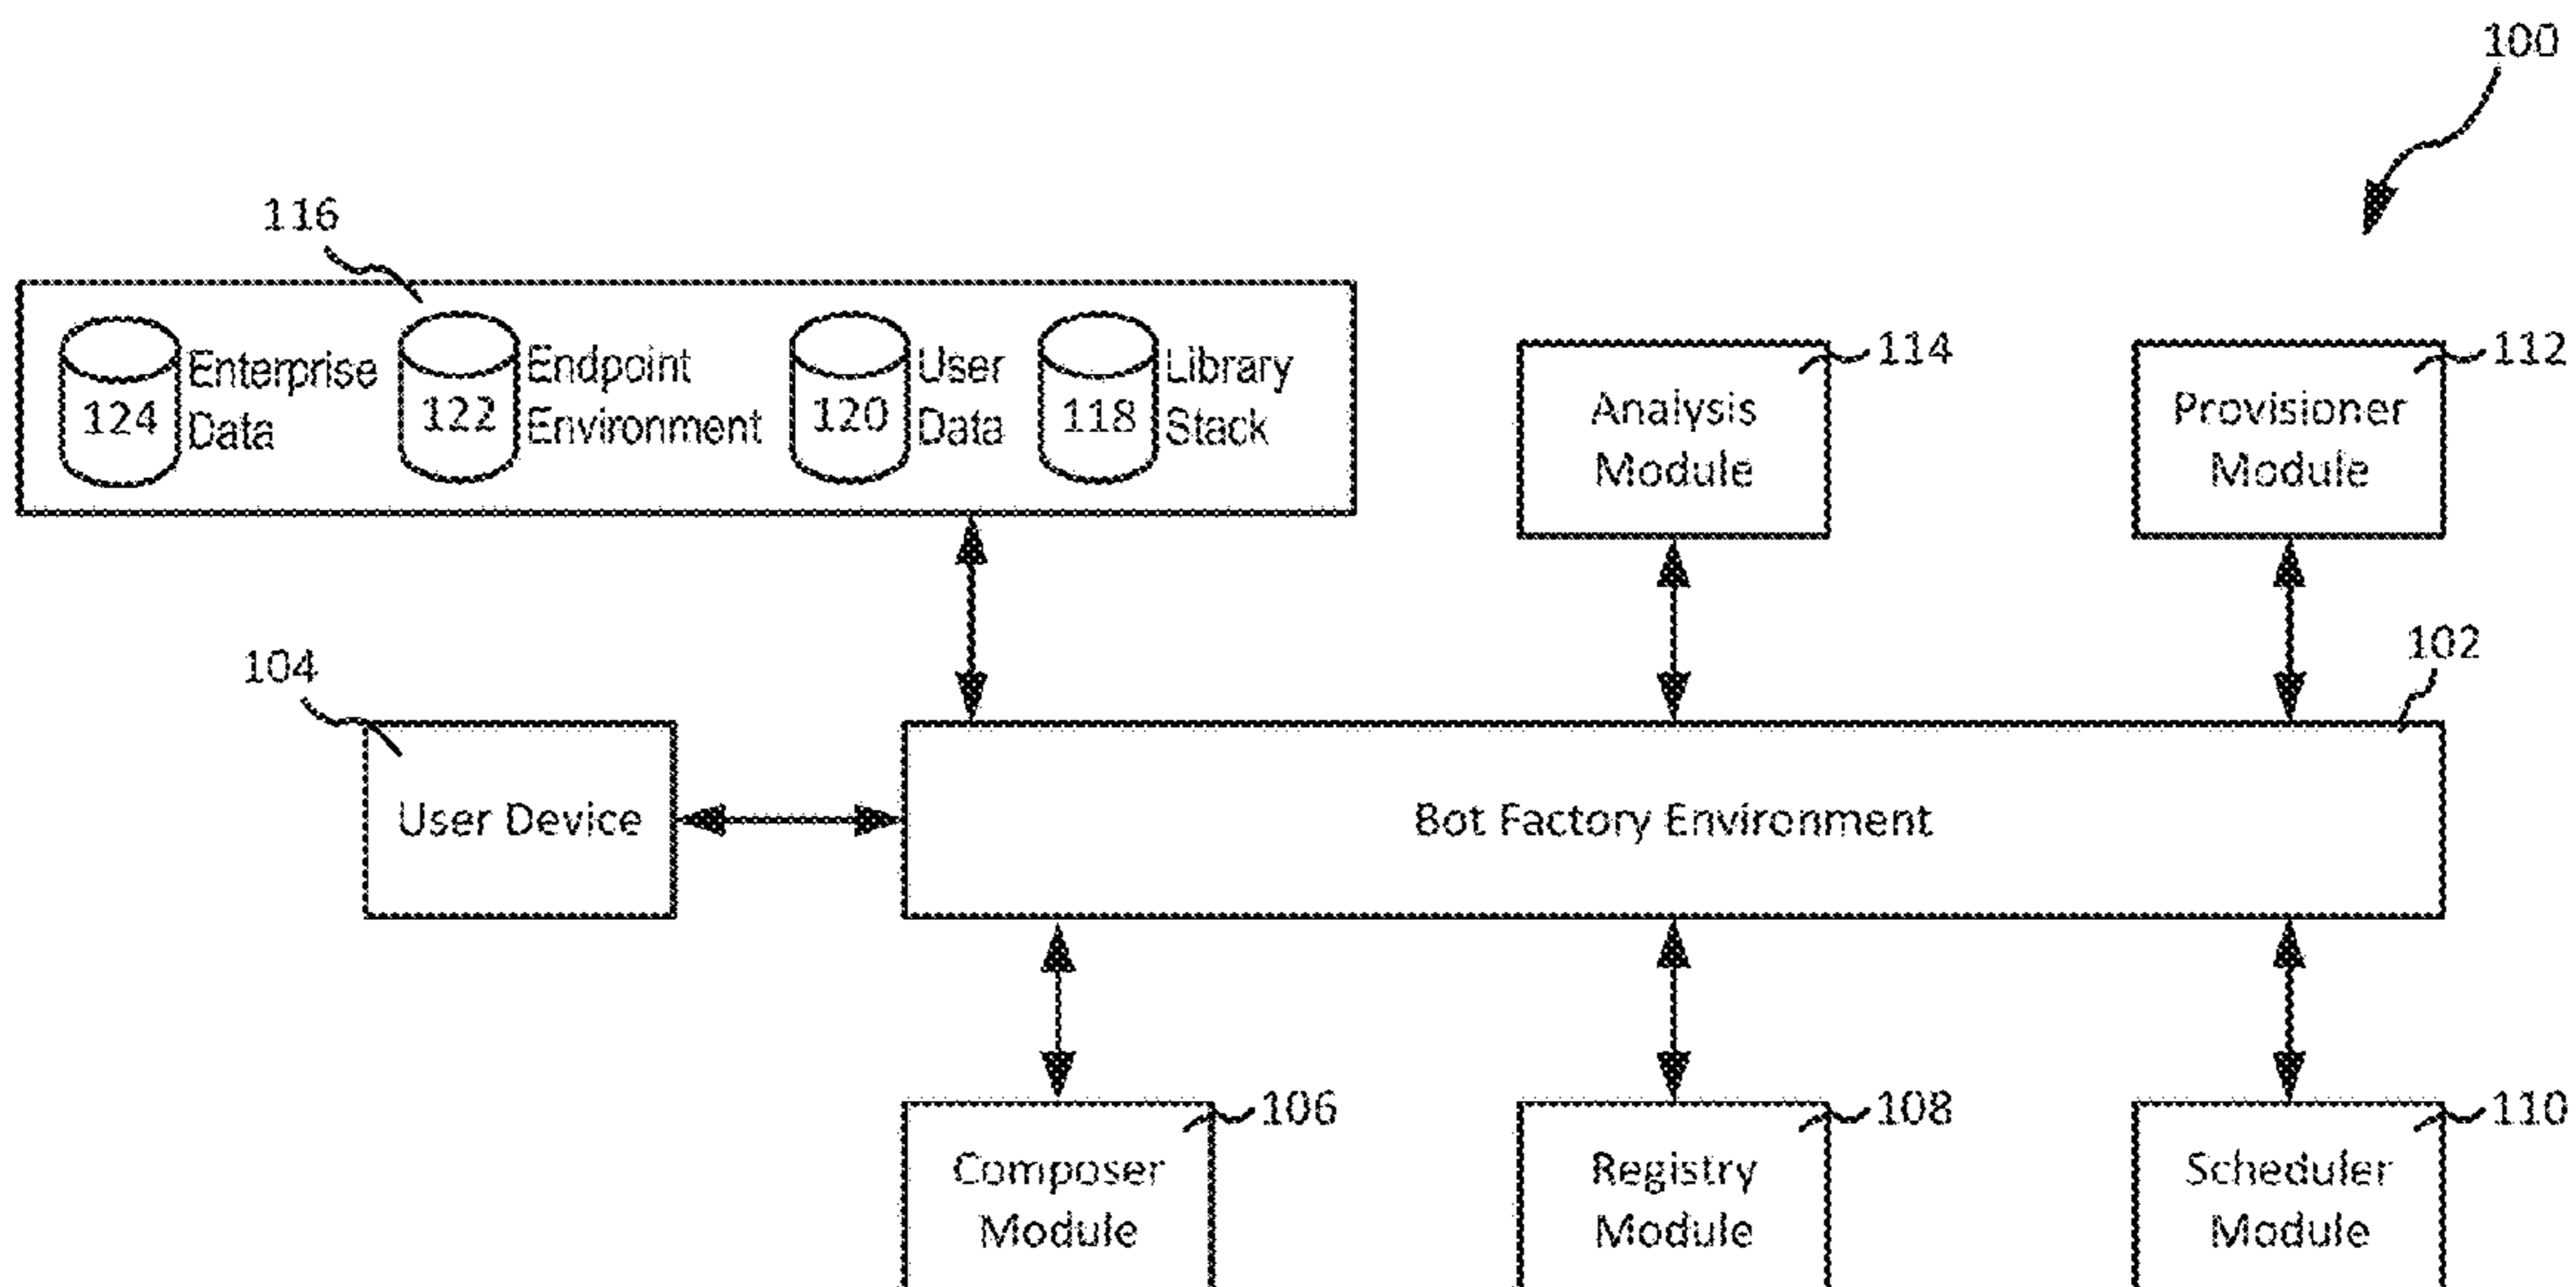 100
116
Enterprise
Data
124
Endpoint
Environment
122
User
Data
120
Library
Stack
118
Analysis
Module
114
Provisioner
Module
112
104
102
User Device
Bot Factory Environment
106
Composer
Module
108
Registry
Module
110
Scheduler
Module